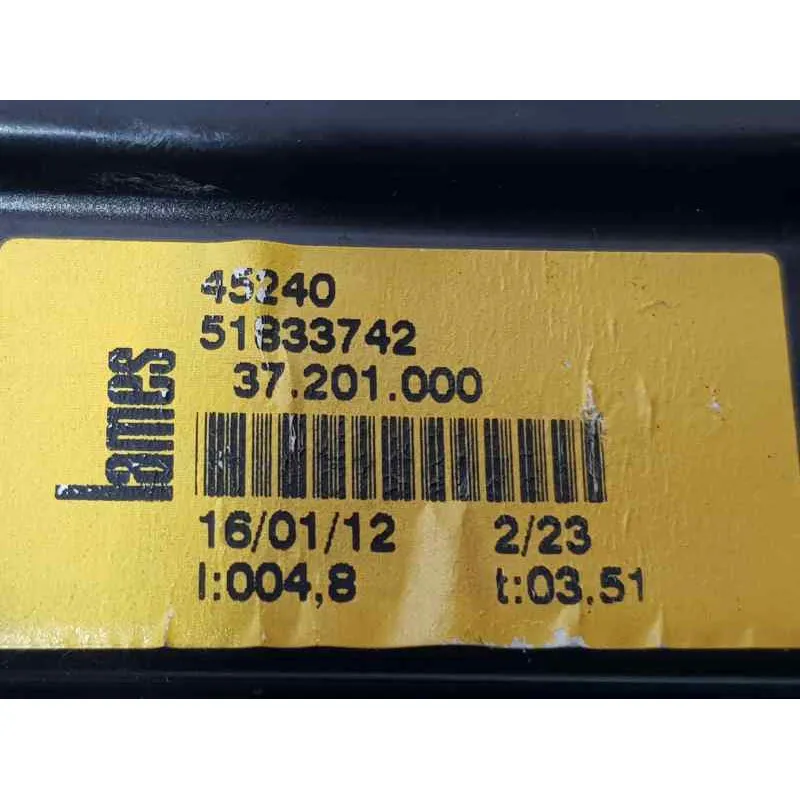 45240
51833742
37.201.000
Lames
16/01/12 2/23
I:004,8 t:03,51